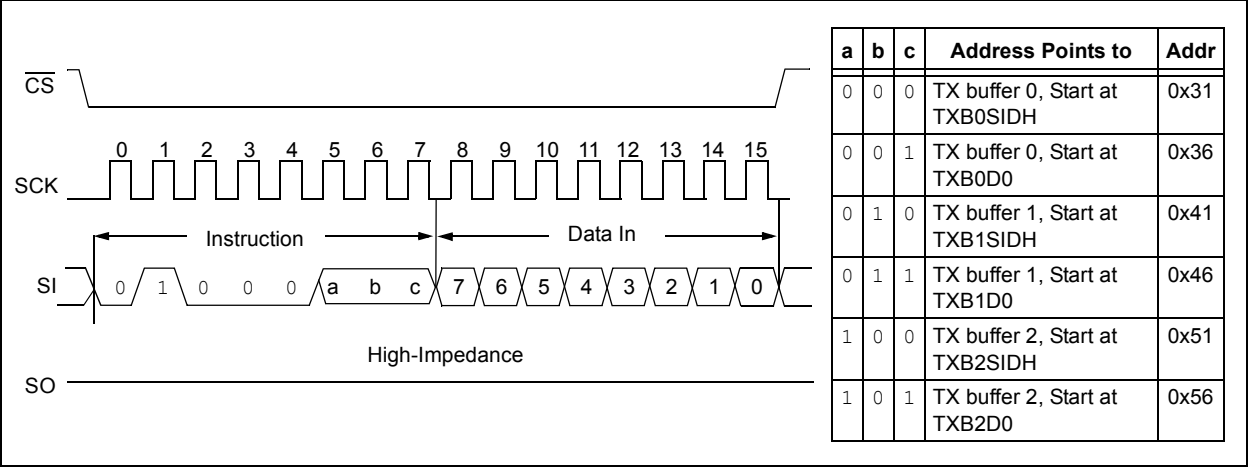 CS
0 1 2 3 4 5 6 7 8 9 10 11 12 13 14 15
SCK
Instruction Data In
SI 0 1 0 0 0 a b c 7 6 5 4 3 2 1 0
High-Impedance
SO
a b c Address Points to Addr
0 0 0 TX buffer 0, Start at 0x31
TXB0SIDH
0 0 1 TX buffer 0, Start at 0x36
TXB0D0
0 1 0 TX buffer 1, Start at 0x41
TXB1SIDH
0 1 1 TX buffer 1, Start at 0x46
TXB1D0
1 0 0 TX buffer 2, Start at 0x51
TXB2SIDH
1 0 1 TX buffer 2, Start at 0x56
TXB2D0